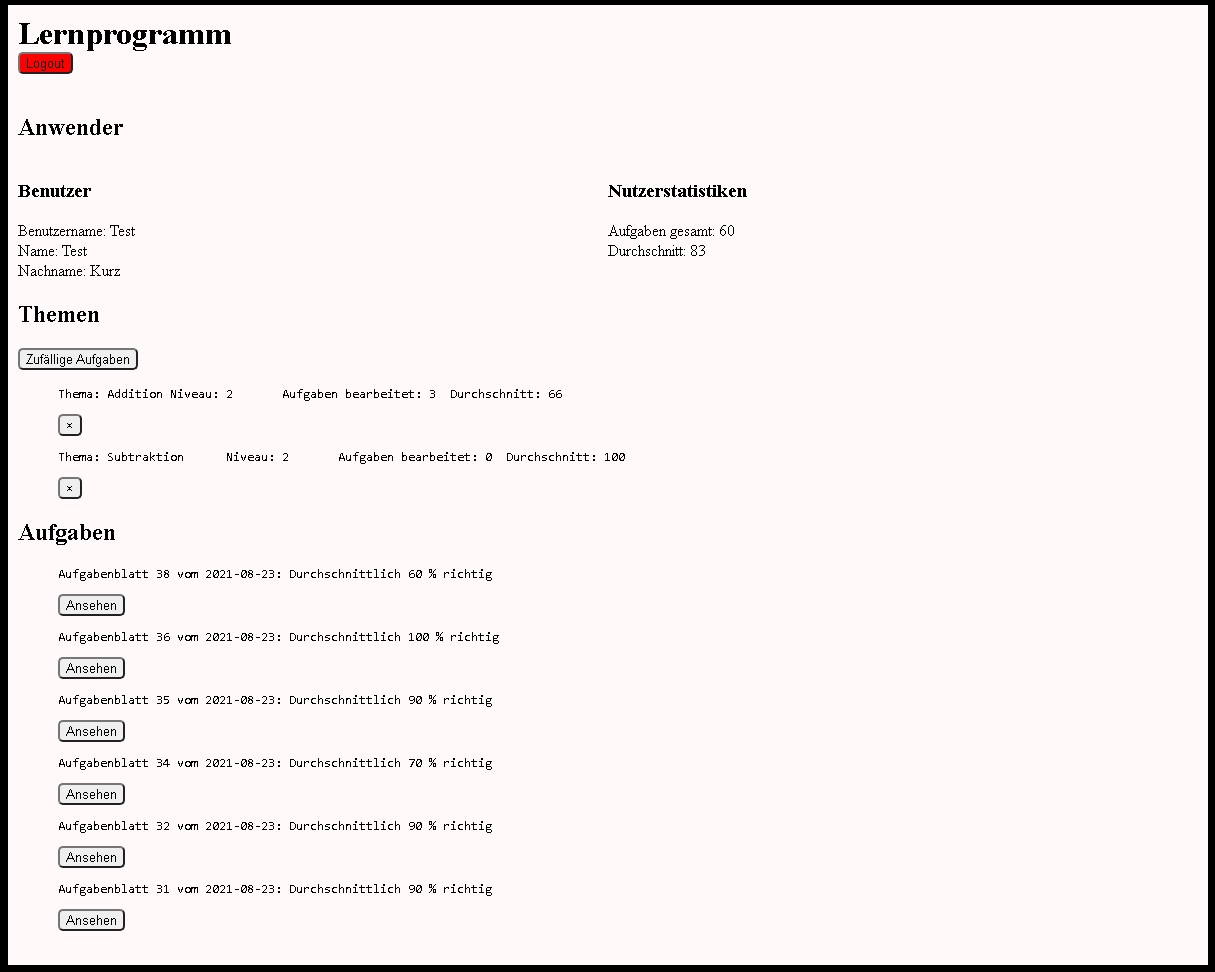 Lernprogramm
Logout
Anwender
Benutzer
Benutzername: Test
Name: Test
Nachname: Kurz
Nutzerstatistiken
Aufgaben gesamt: 60
Durchschnitt: 83
Themen
Zufällige Aufgaben
Thema: Addition Niveau: 2 Aufgaben bearbeitet: 3 Durchschnitt: 66
×
Thema: Subtraktion Niveau: 2 Aufgaben bearbeitet: 0 Durchschnitt: 100
×
Aufgaben
Aufgabenblatt 38 vom 2021-08-23: Durchschnittlich 60 % richtig
Ansehen
Aufgabenblatt 36 vom 2021-08-23: Durchschnittlich 100 % richtig
Ansehen
Aufgabenblatt 35 vom 2021-08-23: Durchschnittlich 90 % richtig
Ansehen
Aufgabenblatt 34 vom 2021-08-23: Durchschnittlich 70 % richtig
Ansehen
Aufgabenblatt 32 vom 2021-08-23: Durchschnittlich 90 % richtig
Ansehen
Aufgabenblatt 31 vom 2021-08-23: Durchschnittlich 90 % richtig
Ansehen